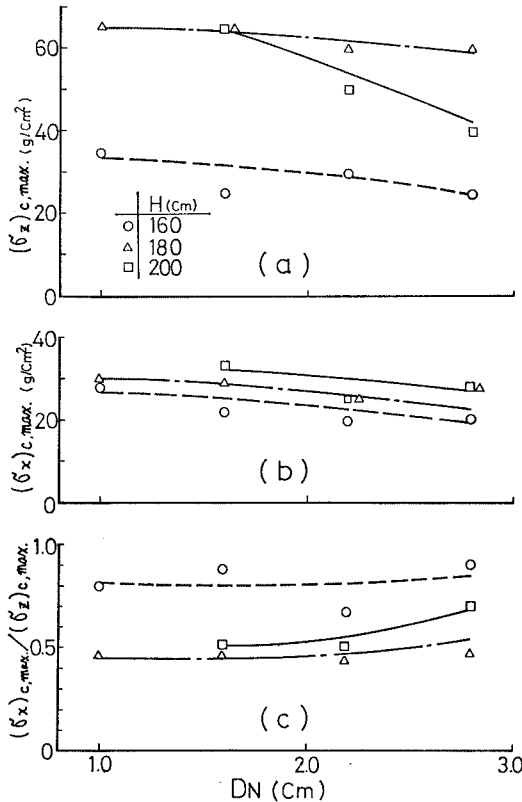 60
40
20
0
(σz)c,max. (g/cm²)
H (cm)
○ 160
△ 180
□ 200
(a)
40
20
0
(σx)c,max. (g/cm²)
(b)
1.0
0.5
0
(σx)c,max./(σz)c,max.
(c)
1.0 2.0 3.0
DN (cm)